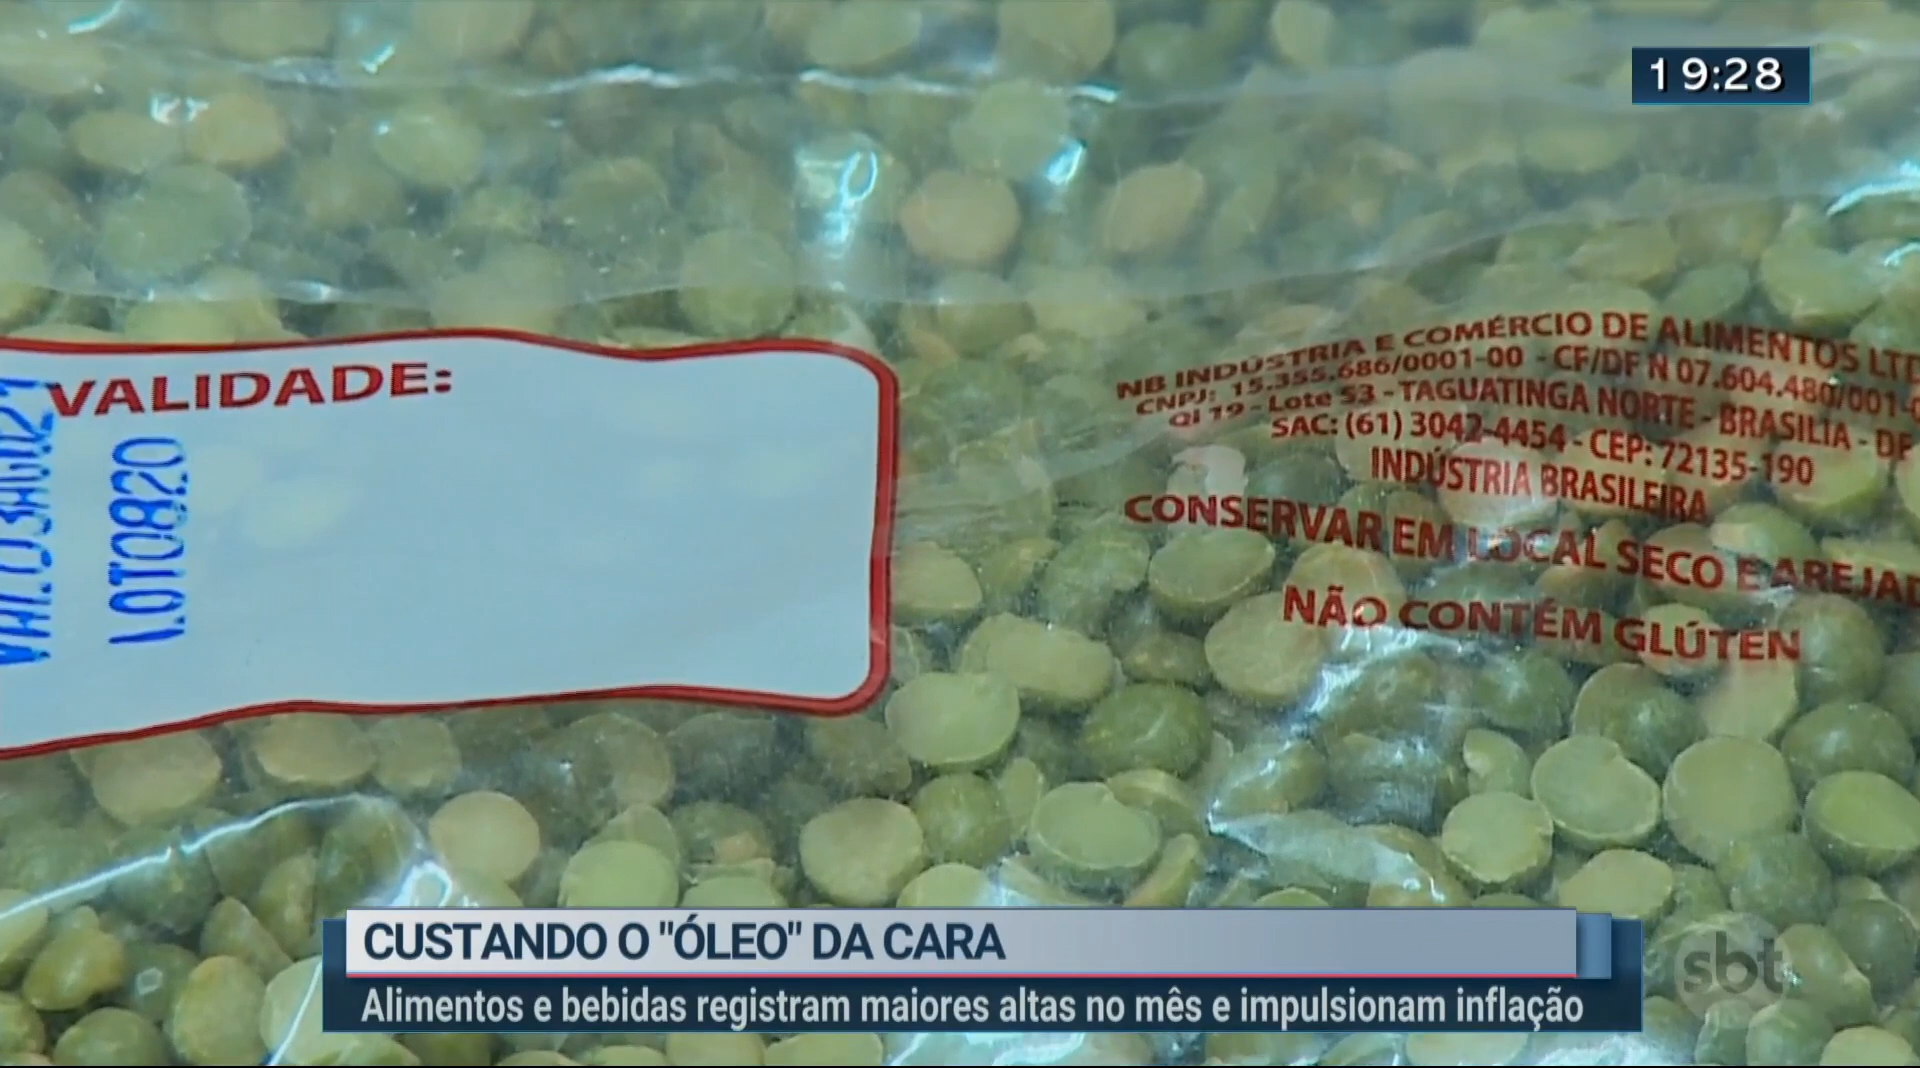 19:28
VALIDADE:
VAL03AGO21
LOT0820
NB INDÚSTRIA E COMÉRCIO DE ALIMENTOS LTD
CNPJ: 15.355.686/0001-00 - CF/DF N 07.604.480/001-0
QI 19 - Lote 53 - TAGUATINGA NORTE - BRASILIA - DF
SAC: (61) 3042-4454 - CEP: 72135-190
INDÚSTRIA BRASILEIRA
CONSERVAR EM LOCAL SECO E AREJAD
NÃO CONTÉM GLÚTEN
CUSTANDO O "ÓLEO" DA CARA
Alimentos e bebidas registram maiores altas no mês e impulsionam inflação
sbt